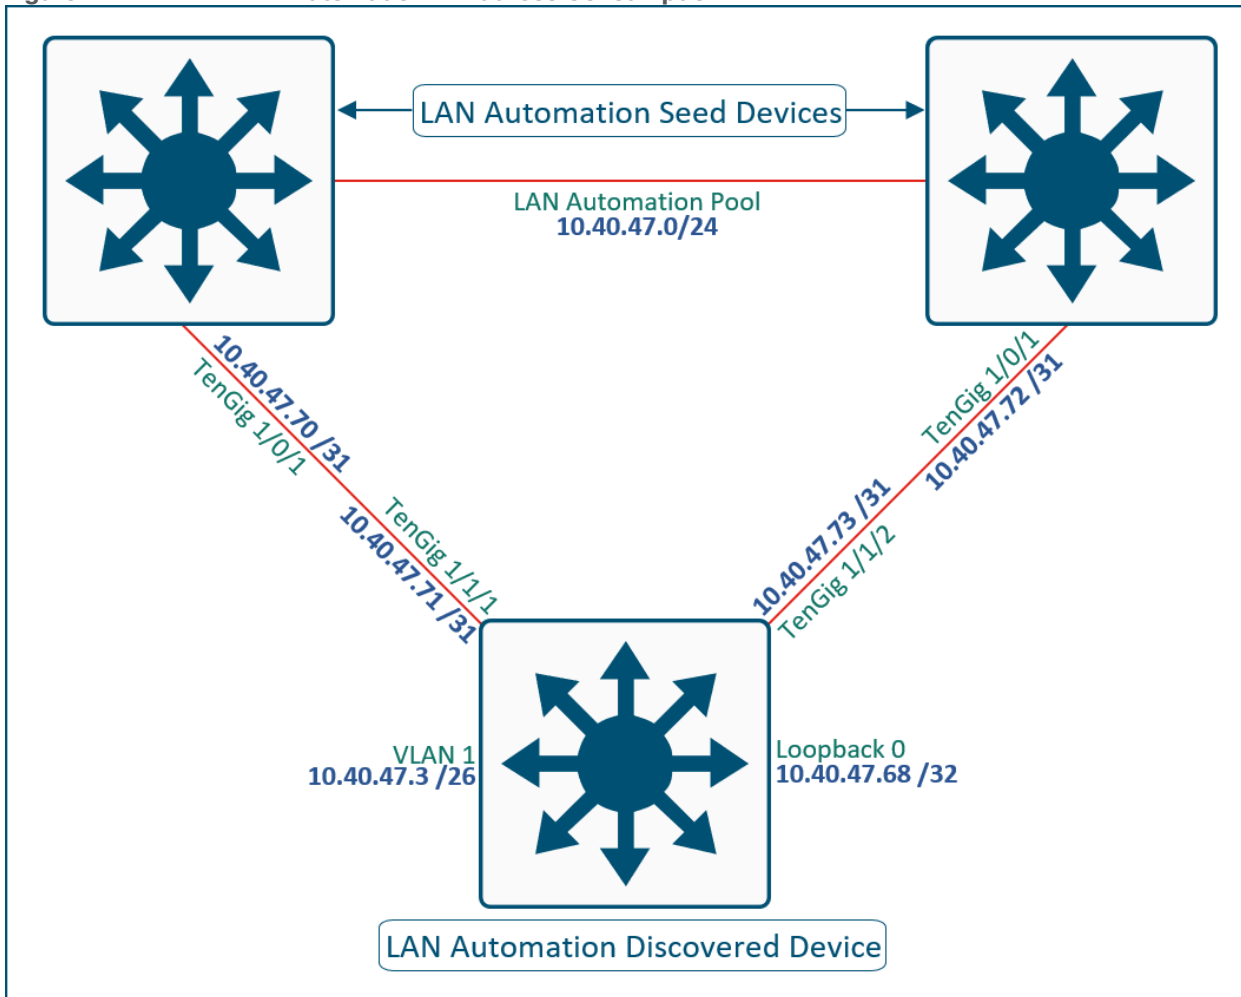 LAN Automation Seed Devices
LAN Automation Pool
10.40.47.0/24
10.40.47.70 /31
TenGig 1/0/1
TenGig 1/0/1
10.40.47.72 /31
TenGig 1/1/1
10.40.47.71 /31
10.40.47.73 /31
TenGig 1/1/2
VLAN 1
10.40.47.3 /26
Loopback 0
10.40.47.68 /32
LAN Automation Discovered Device